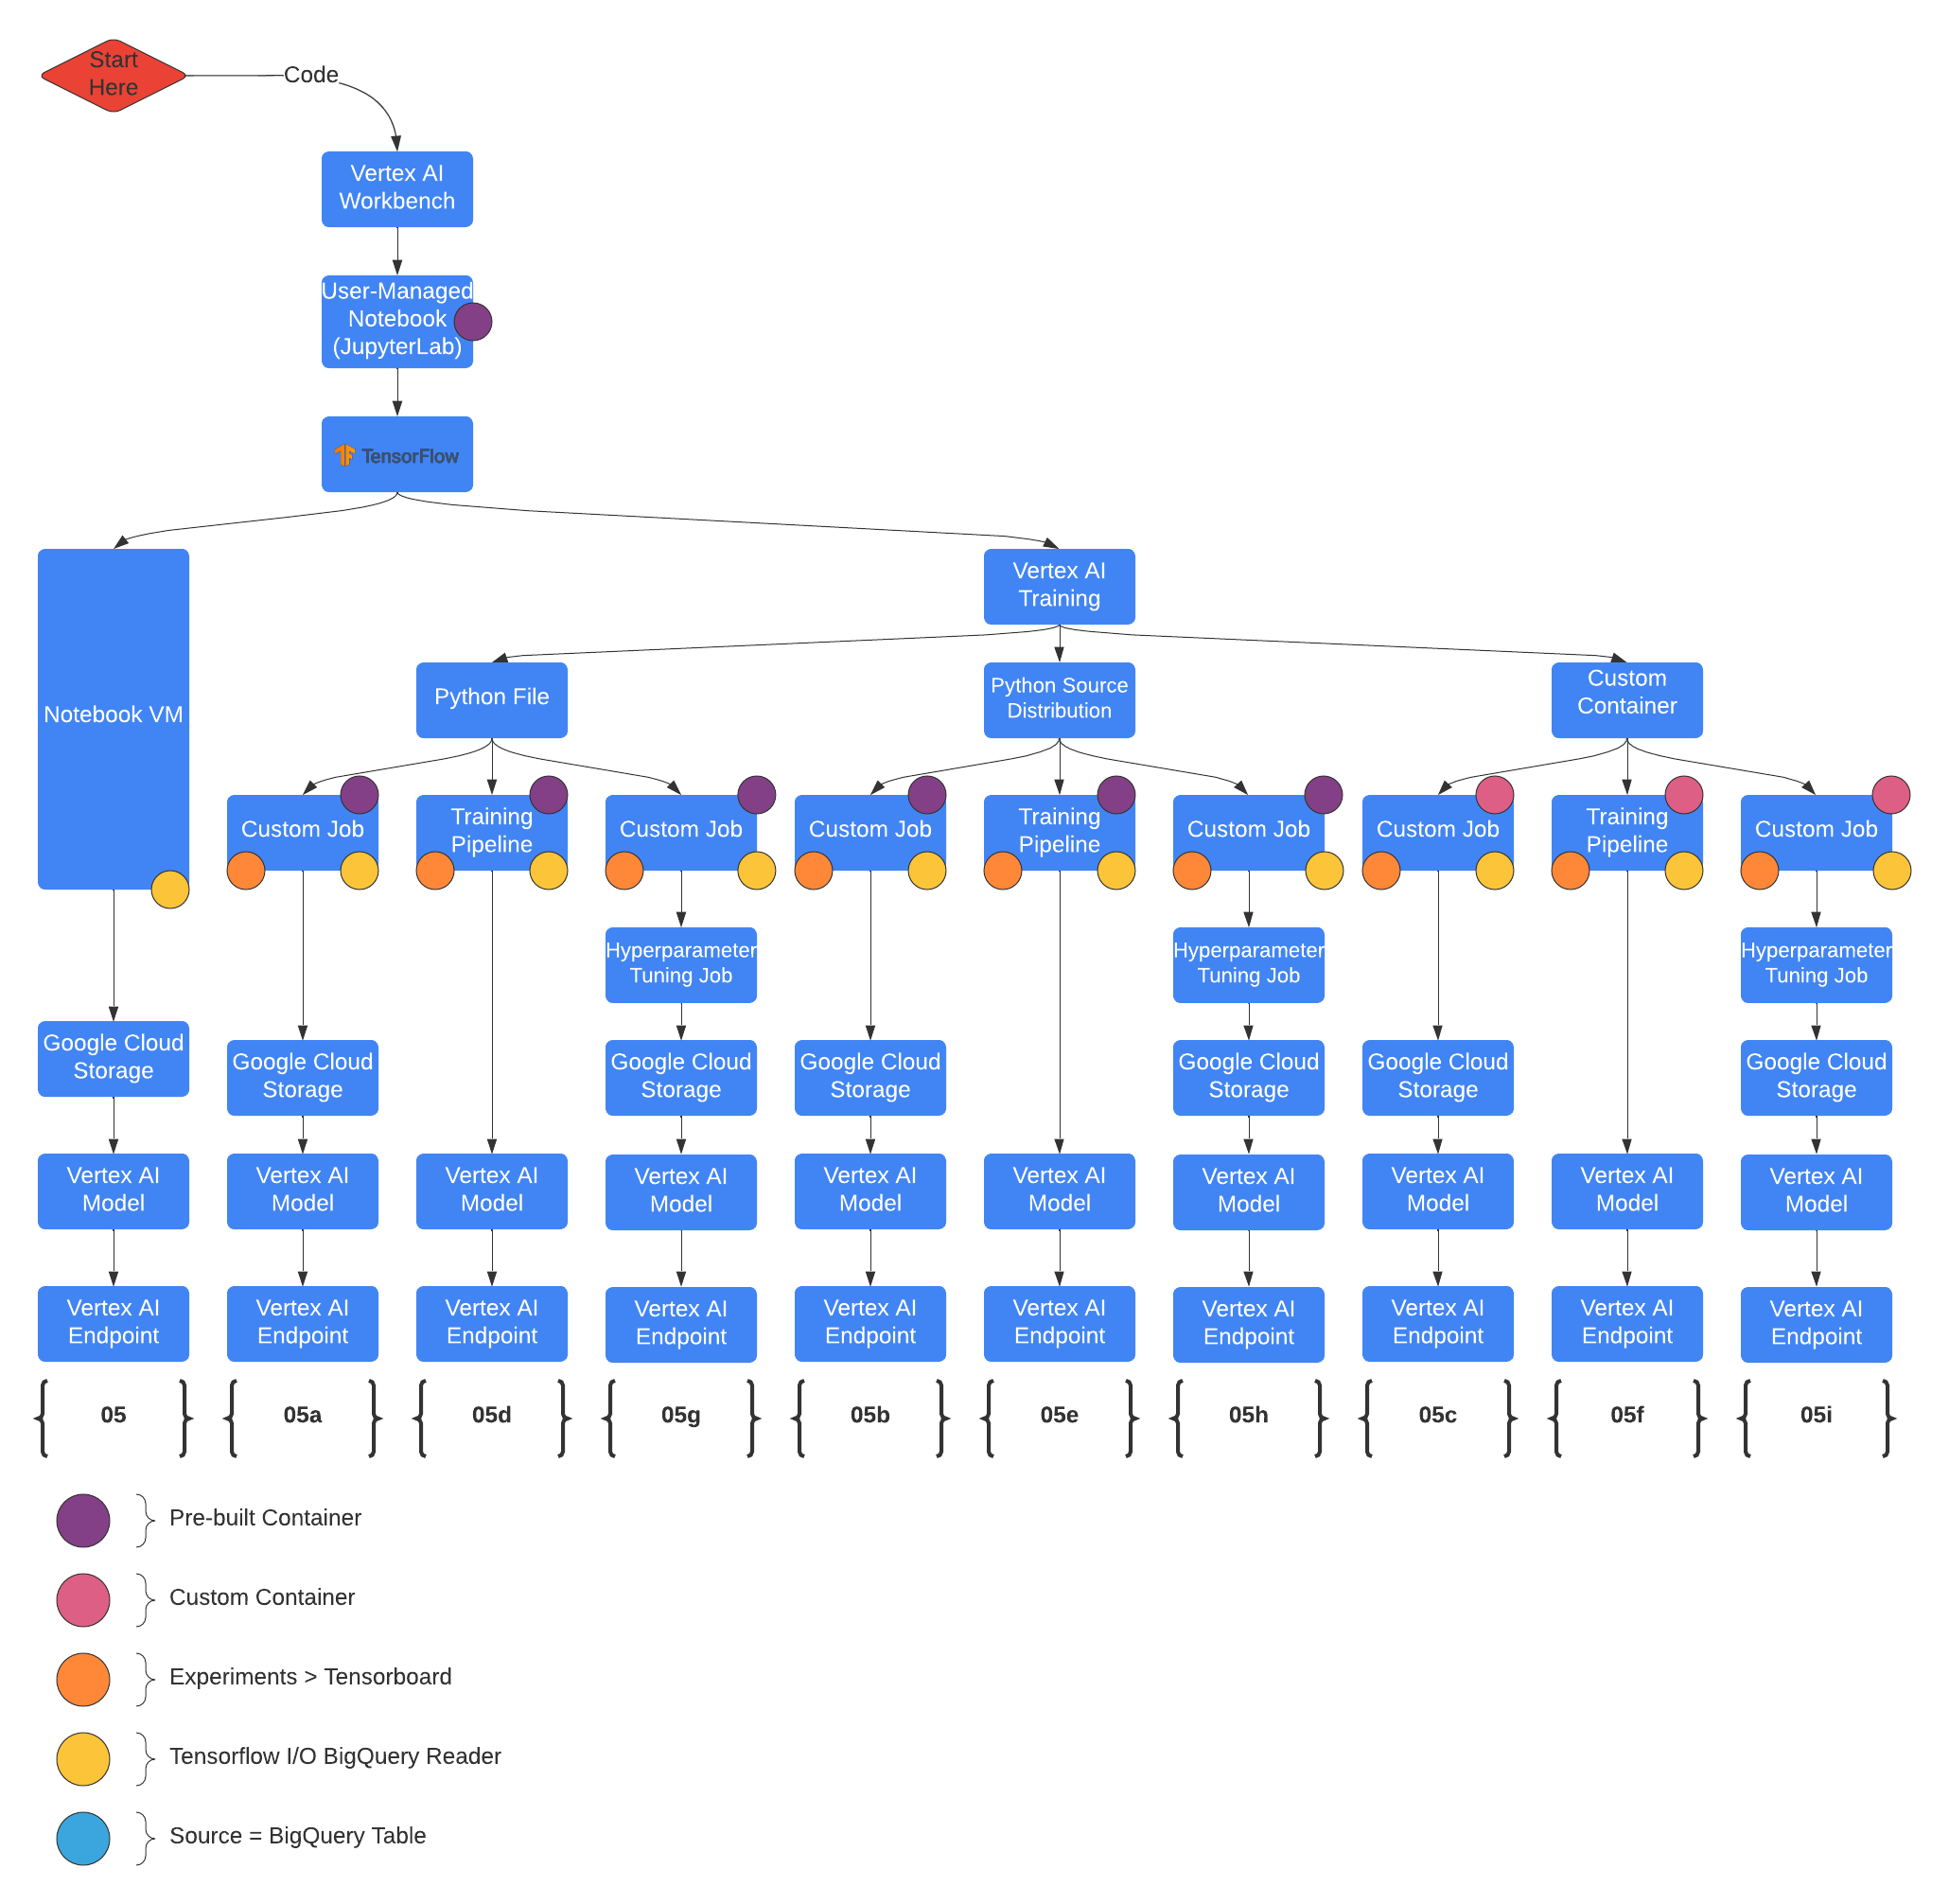 Start
Here
Code
Vertex AI
Workbench
User-Managed
Notebook
(JupyterLab)
TensorFlow
Notebook VM
Vertex AI
Training
Python File
Python Source
Distribution
Custom
Container
Custom Job
Training
Pipeline
Custom Job
Custom Job
Training
Pipeline
Custom Job
Custom Job
Training
Pipeline
Custom Job
Hyperparameter
Tuning Job
Hyperparameter
Tuning Job
Hyperparameter
Tuning Job
Google Cloud
Storage
Google Cloud
Storage
Google Cloud
Storage
Google Cloud
Storage
Google Cloud
Storage
Google Cloud
Storage
Google Cloud
Storage
Vertex AI
Model
Vertex AI
Model
Vertex AI
Model
Vertex AI
Model
Vertex AI
Model
Vertex AI
Model
Vertex AI
Model
Vertex AI
Model
Vertex AI
Model
Vertex AI
Model
Vertex AI
Endpoint
Vertex AI
Endpoint
Vertex AI
Endpoint
Vertex AI
Endpoint
Vertex AI
Endpoint
Vertex AI
Endpoint
Vertex AI
Endpoint
Vertex AI
Endpoint
Vertex AI
Endpoint
Vertex AI
Endpoint
05
05a
05d
05g
05b
05e
05h
05c
05f
05i
Pre-built Container
Custom Container
Experiments > Tensorboard
Tensorflow I/O BigQuery Reader
Source = BigQuery Table